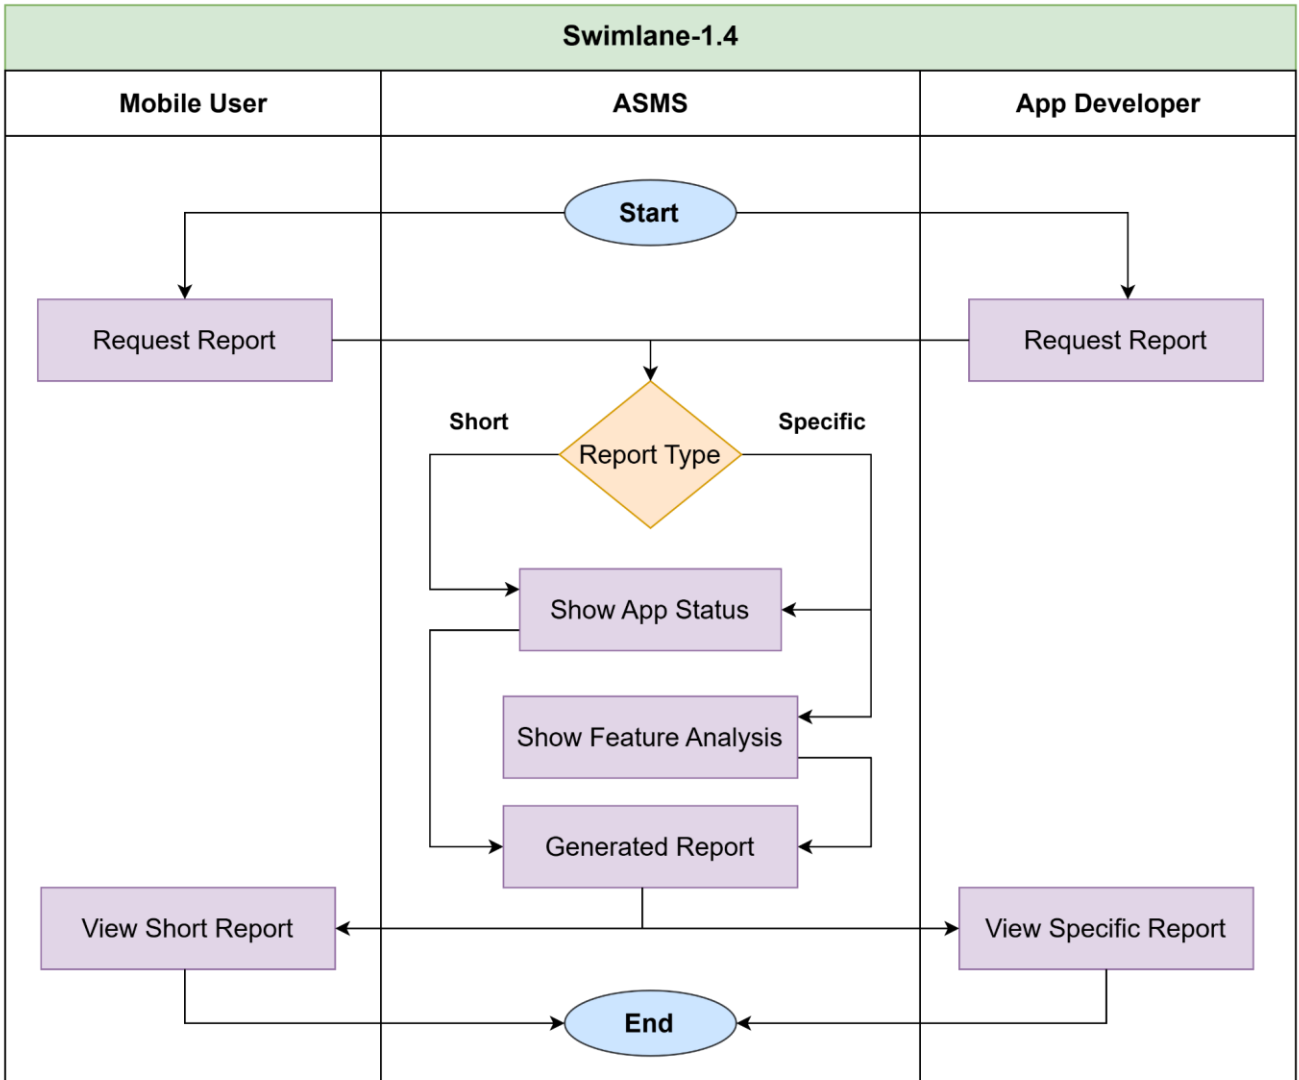 Swimlane-1.4
Mobile User
ASMS
App Developer
Start
Request Report
Request Report
Short
Specific
Report Type
Show App Status
Show Feature Analysis
Generated Report
View Short Report
View Specific Report
End